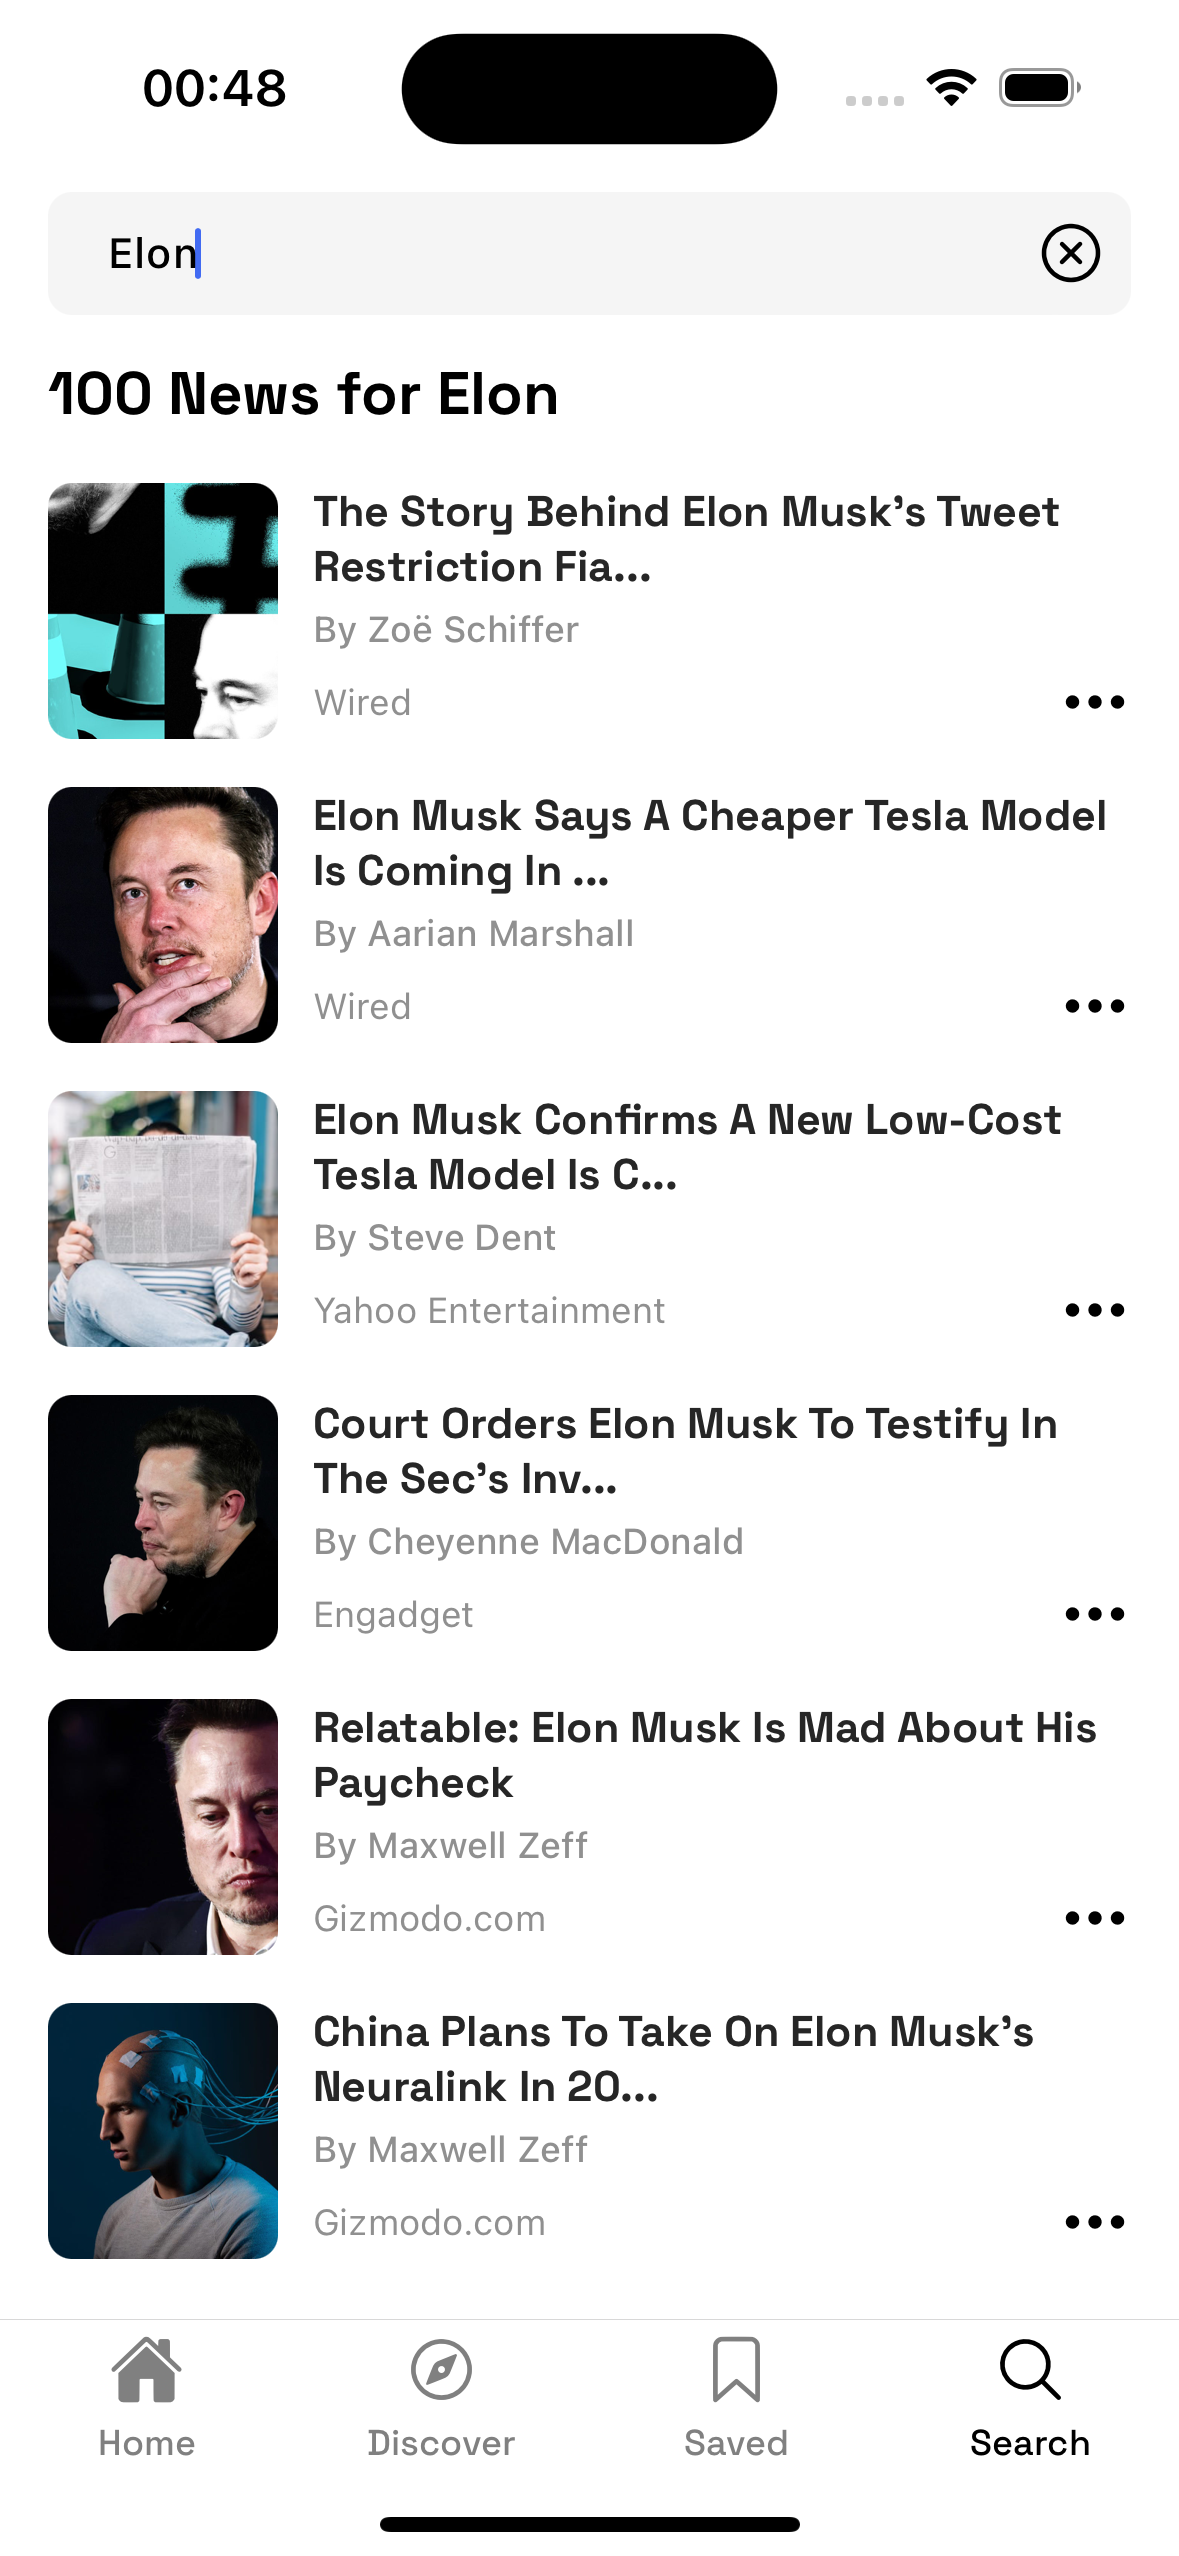 00:48
Elon
100 News for Elon
The Story Behind Elon Musk's Tweet
Restriction Fia...
By Zoë Schiffer
Wired
Elon Musk Says A Cheaper Tesla Model
Is Coming In ...
By Aarian Marshall
Wired
Elon Musk Confirms A New Low-Cost
Tesla Model Is C...
By Steve Dent
Yahoo Entertainment
Court Orders Elon Musk To Testify In
The Sec's Inv...
By Cheyenne MacDonald
Engadget
Relatable: Elon Musk Is Mad About His
Paycheck
By Maxwell Zeff
Gizmodo.com
China Plans To Take On Elon Musk's
Neuralink In 20...
By Maxwell Zeff
Gizmodo.com
Home
Discover
Saved
Search